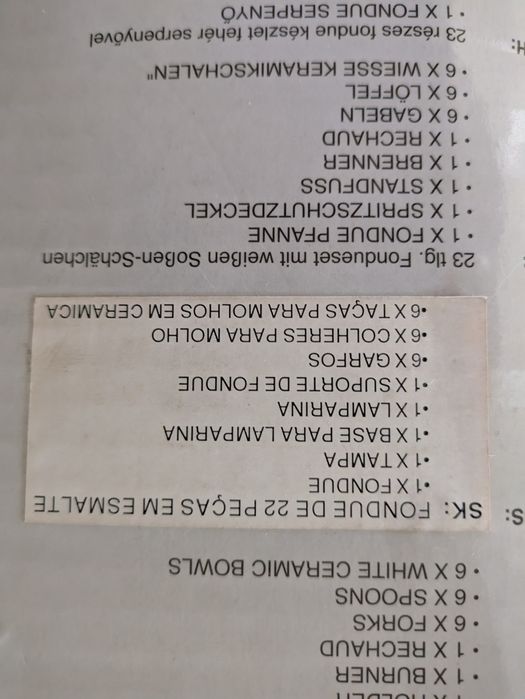 X HOLDER
• 1 X BURNER
• 1 X RECHAUD
• 6 X FORKS
• 6 X SPOONS
• 6 X WHITE CERAMIC BOWLS
S:
SK: FONDUE DE 22 PEÇAS EM ESMALTE
•1 X FONDUE
•1 X TAMPA
•1 X BASE PARA LAMPARINA
•1 X LAMPARINA
•1 X SUPORTE DE FONDUE
•6 X GARFOS
•6 X COLHERES PARA MOLHO
•6 X TAÇAS PARA MOLHOS EM CERAMICA
23 tlg. Fondueset mit weißen Soßen-Schälchen
• 1 X FONDUE PFANNE
• 1 X SPRITZSCHUTZDECKEL
• 1 X STANDFUSS
• 1 X BRENNER
• 1 X RECHAUD
• 6 X GABELN
• 6 X LÖFFEL
• 6 X WIESSE KERAMIKSCHALEN"
H: 23 részes fondue készlet fehér serpenyővel
• 1 X FONDUE SERPENYŐ